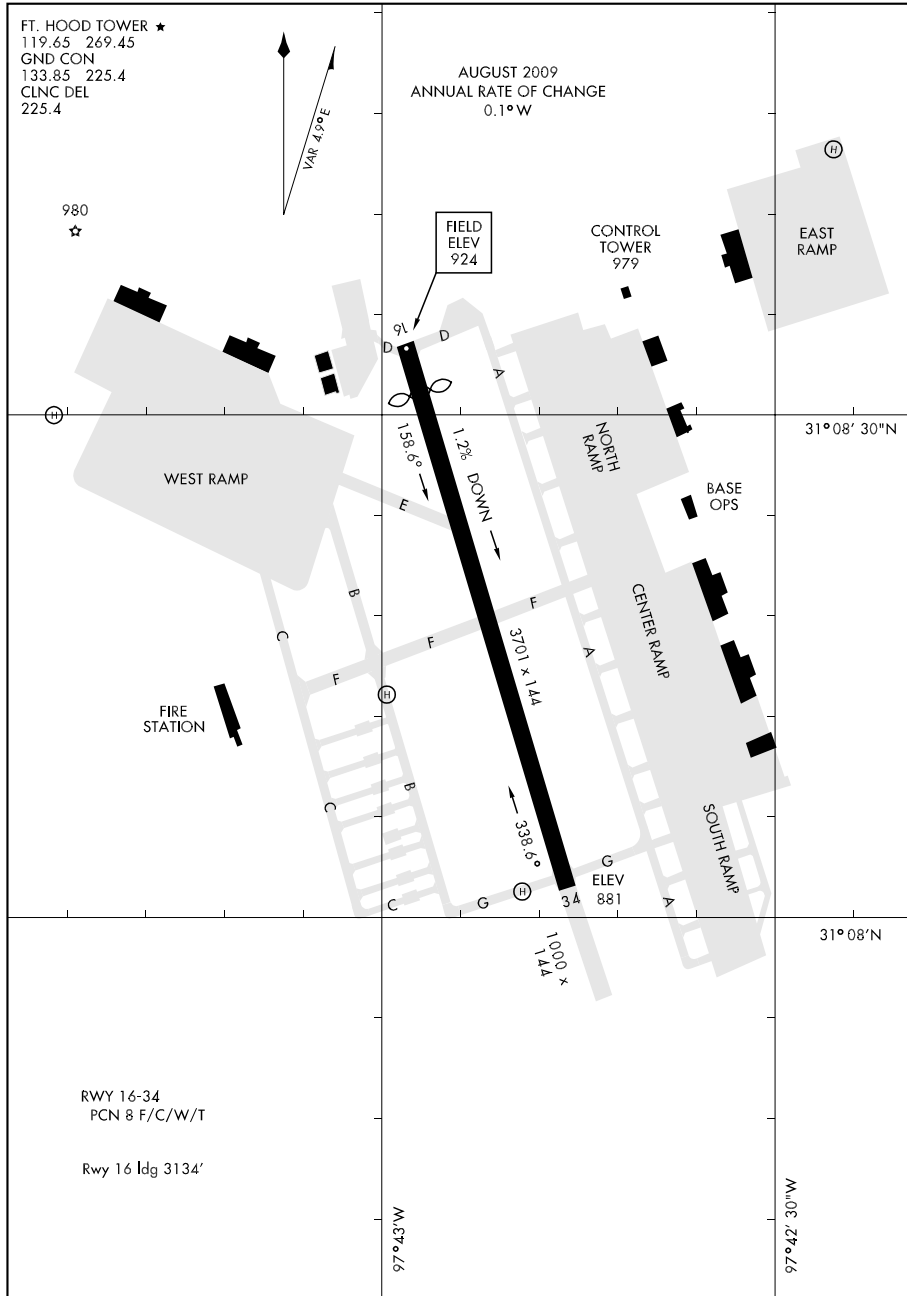 FT. HOOD TOWER
119.65 269.45
GND CON
133.85 225.4
CLNC DEL
225.4
VAR 4.9° E
AUGUST 2009
ANNUAL RATE OF CHANGE
0.1° W
980
FIELD
ELEV
924
CONTROL
TOWER
979
EAST
RAMP
H
16
D
D
A
H
158.6°
1.2% DOWN
NORTH
RAMP
31° 08' 30"N
WEST RAMP
E
BASE
OPS
B
F
F
C
3701 x 144
A
CENTER RAMP
F
H
FIRE
STATION
B
C
338.6°
SOUTH RAMP
G
ELEV
881
H
34
C
G
A
31° 08'N
1000 x
144
RWY 16-34
PCN 8 F/C/W/T
Rwy 16 ldg 3134'
97° 43'W
97° 42' 30"W